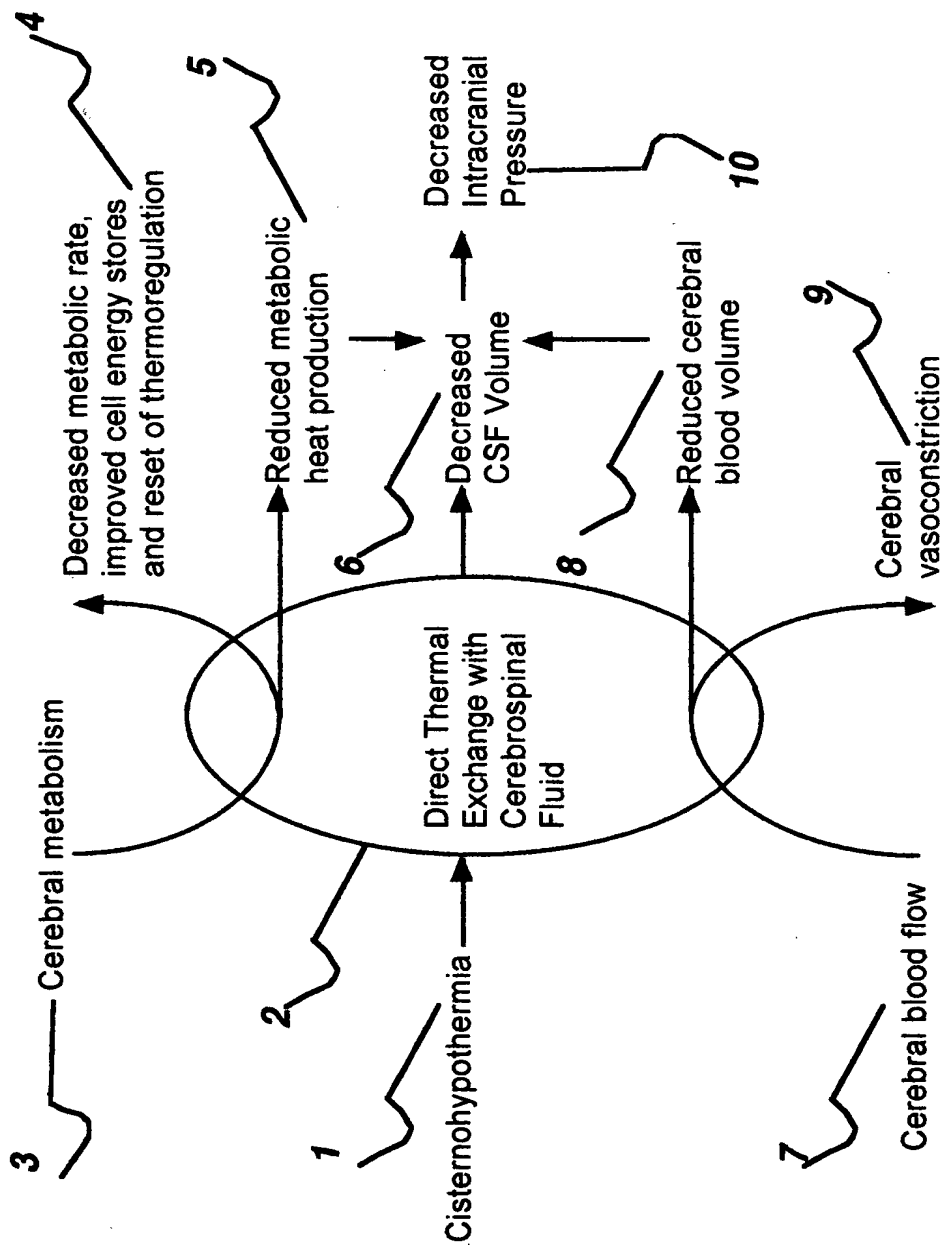 3
Cerebral metabolism
Decreased metabolic rate,
improved cell energy stores
and reset of thermoregulation
4
5
Reduced metabolic
heat production
2
1
Cisternohypothermia
Direct Thermal
Exchange with
Cerebrospinal
Fluid
6
Decreased
CSF Volume
Decreased
Intracranial
Pressure
10
8
Reduced cerebral
blood volume
7
Cerebral blood flow
9
Cerebral
vasoconstriction